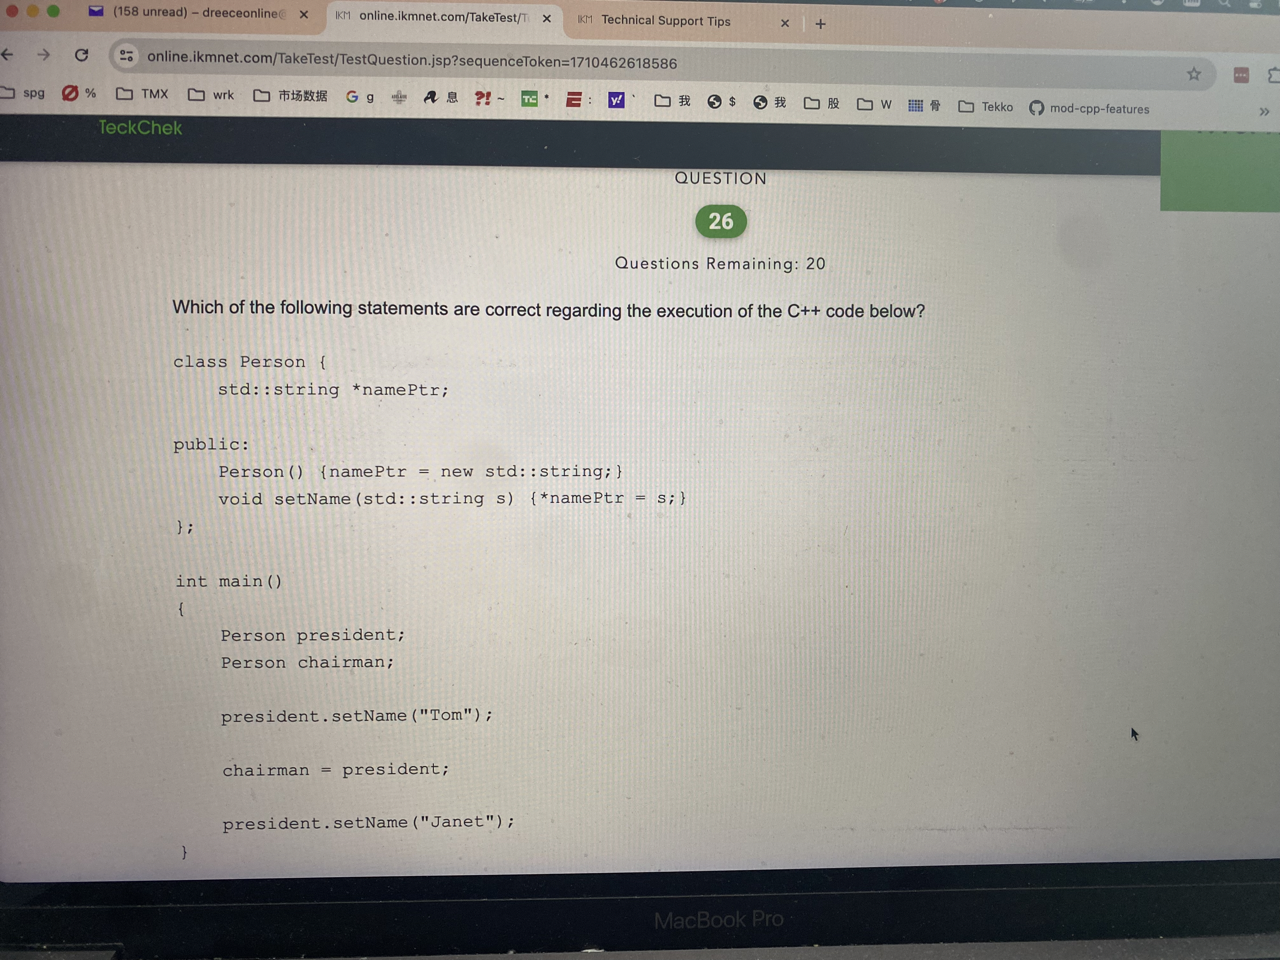 (158 unread) – dreeceonline
online.ikmnet.com/TakeTest/T
IKM Technical Support Tips
online.ikmnet.com/TakeTest/TestQuestion.jsp?sequenceToken=1710462618586
spg % TMX wrk 市场数据 G g 息 ?! ~ TC : y! ` 我 $ 我 股 W 骨 Tekko mod-cpp-features »
TeckChek
QUESTION
26
Questions Remaining: 20
Which of the following statements are correct regarding the execution of the C++ code below?
class Person {
std::string *namePtr;
public:
Person() {namePtr = new std::string;}
void setName(std::string s) {*namePtr = s;}
};
int main()
{
Person president;
Person chairman;
president.setName("Tom");
chairman = president;
president.setName("Janet");
}
MacBook Pro